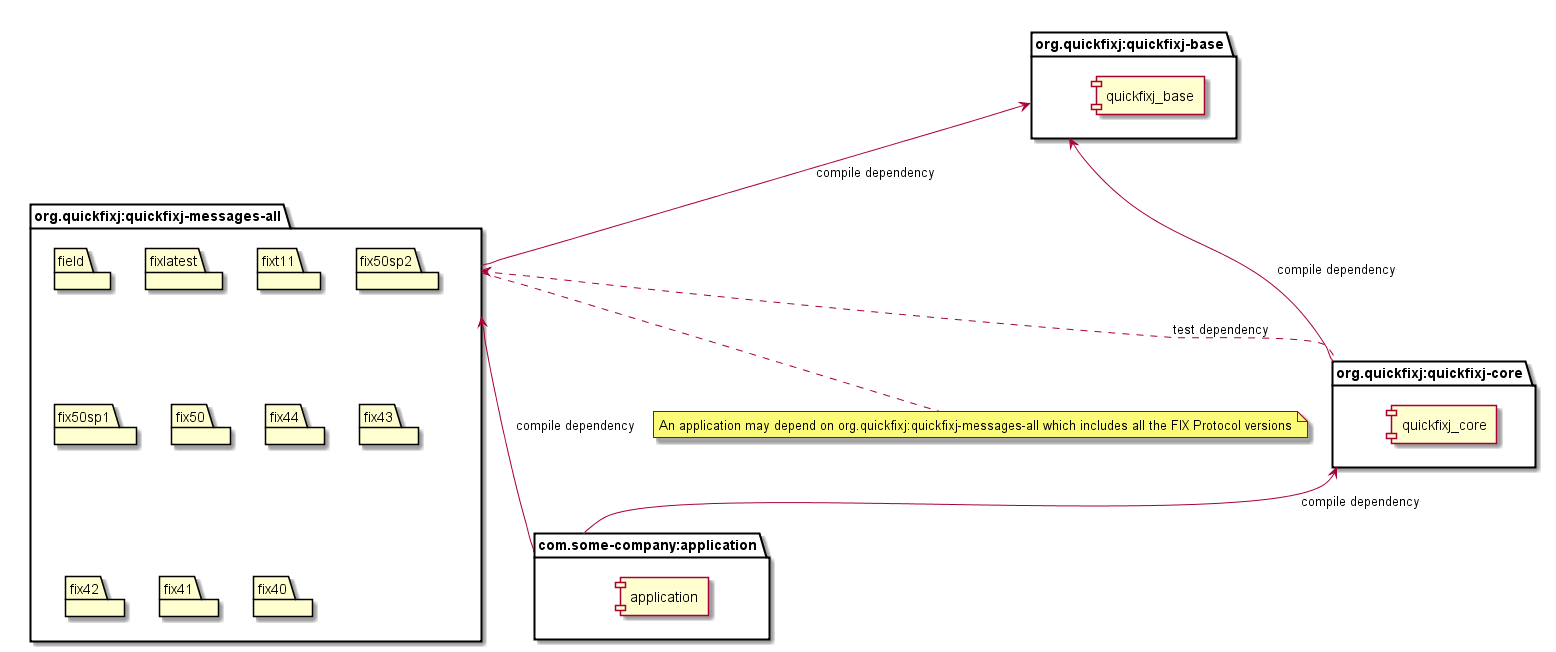 org.quickfixj:quickfixj-base
quickfixj_base
compile dependency
org.quickfixj:quickfixj-messages-all
field
fixlatest
fixt11
fix50sp2
compile dependency
test dependency
org.quickfixj:quickfixj-core
fix50sp1
fix50
fix44
fix43
compile dependency
An application may depend on org.quickfixj:quickfixj-messages-all which includes all the FIX Protocol versions
quickfixj_core
compile dependency
com.some-company:application
fix42
fix41
fix40
application